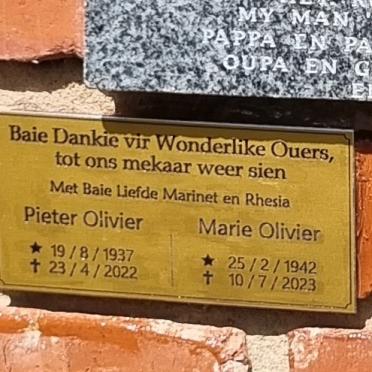 MY MAN
PAPPA EN
OUPA EN
Baie Dankie vir Wonderlike Ouers,
tot ons mekaar weer sien
Met Baie Liefde Marinet en Rhesia
Pieter Olivier Marie Olivier
★ 19 / 8 / 1937 ★ 25 / 2 / 1942
✝ 23 / 4 / 2022 ✝ 10 / 7 / 2023